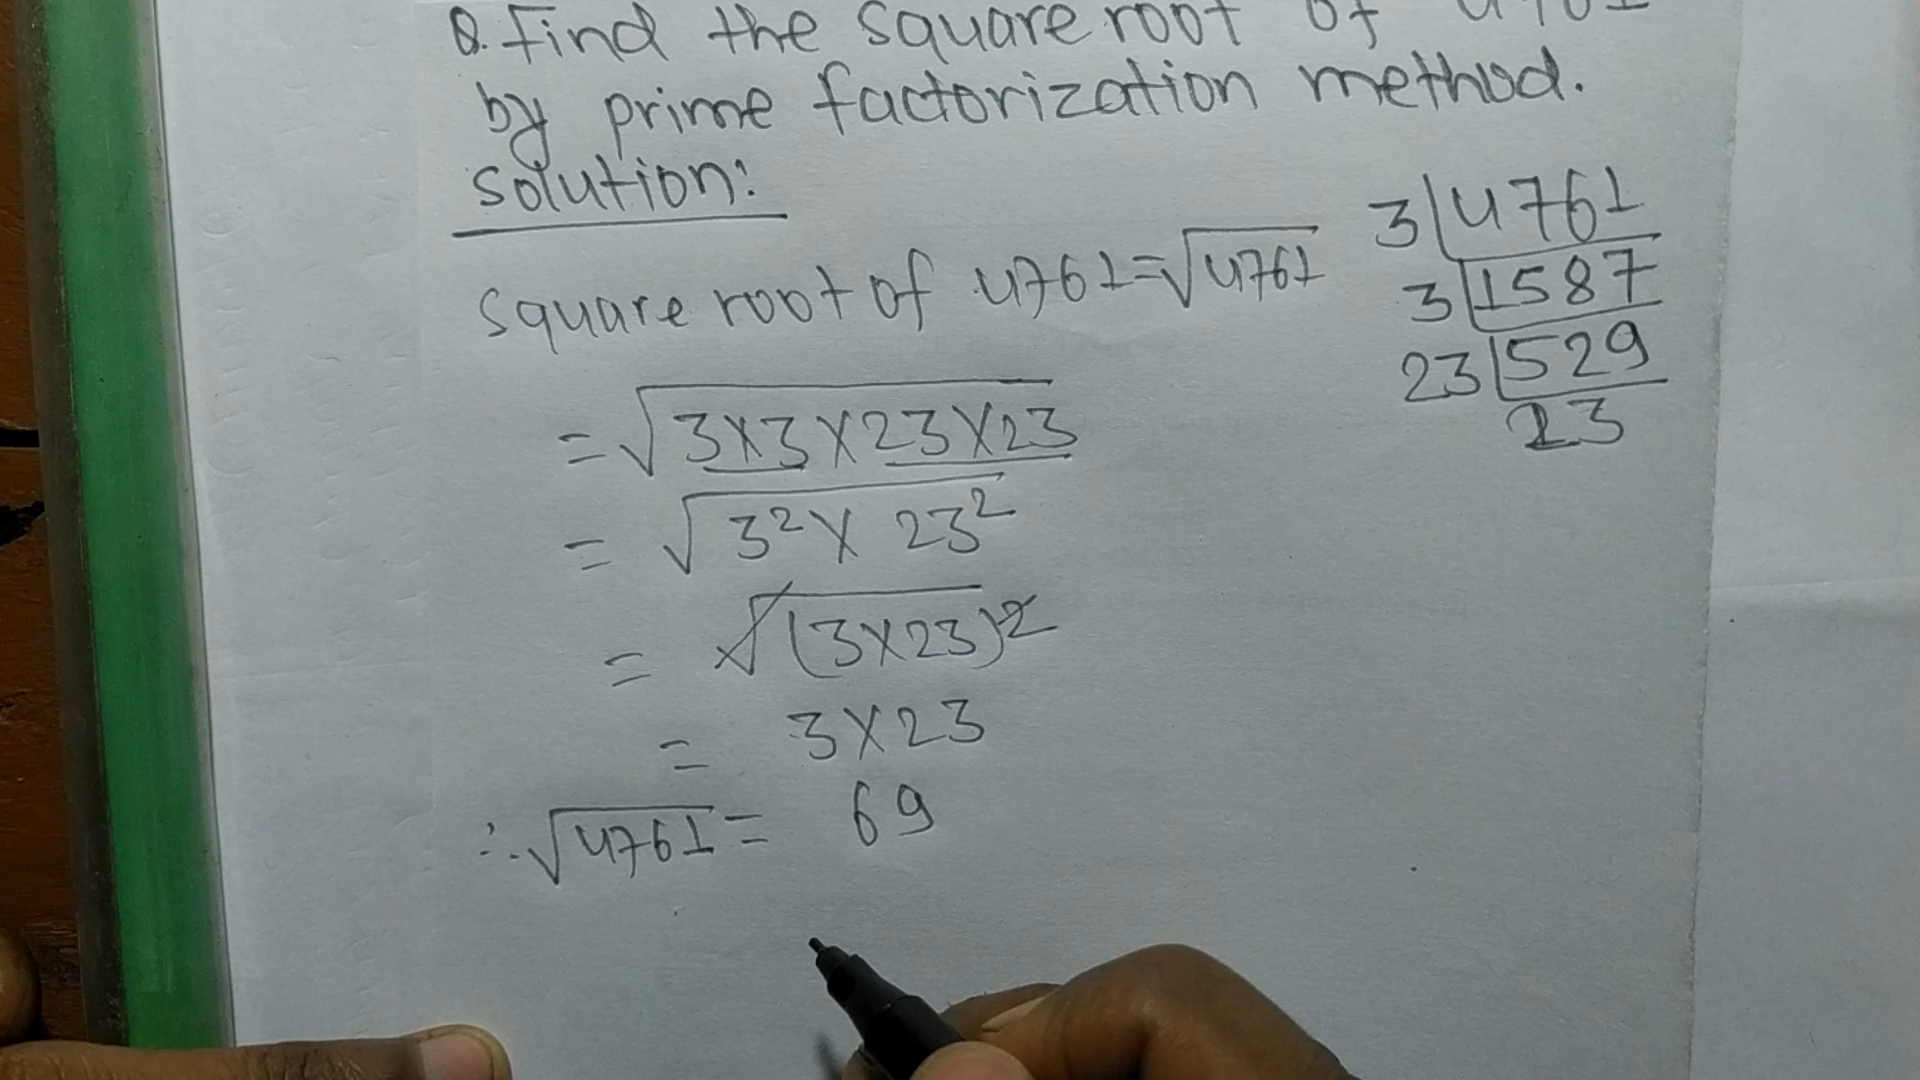 Q. Find the square root of 4761
by prime factorization method.
Solution:
square root of 4761 = √4761
= √3×3×23×23
= √3²× 23²
= √(3×23)²
= 3×23
∴ √4761 = 69
3|4761
3|1587
23|529
23